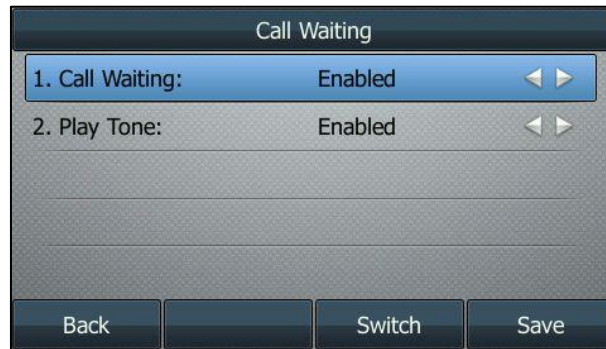 Call Waiting
1. Call Waiting: Enabled
2. Play Tone: Enabled
Back Switch Save